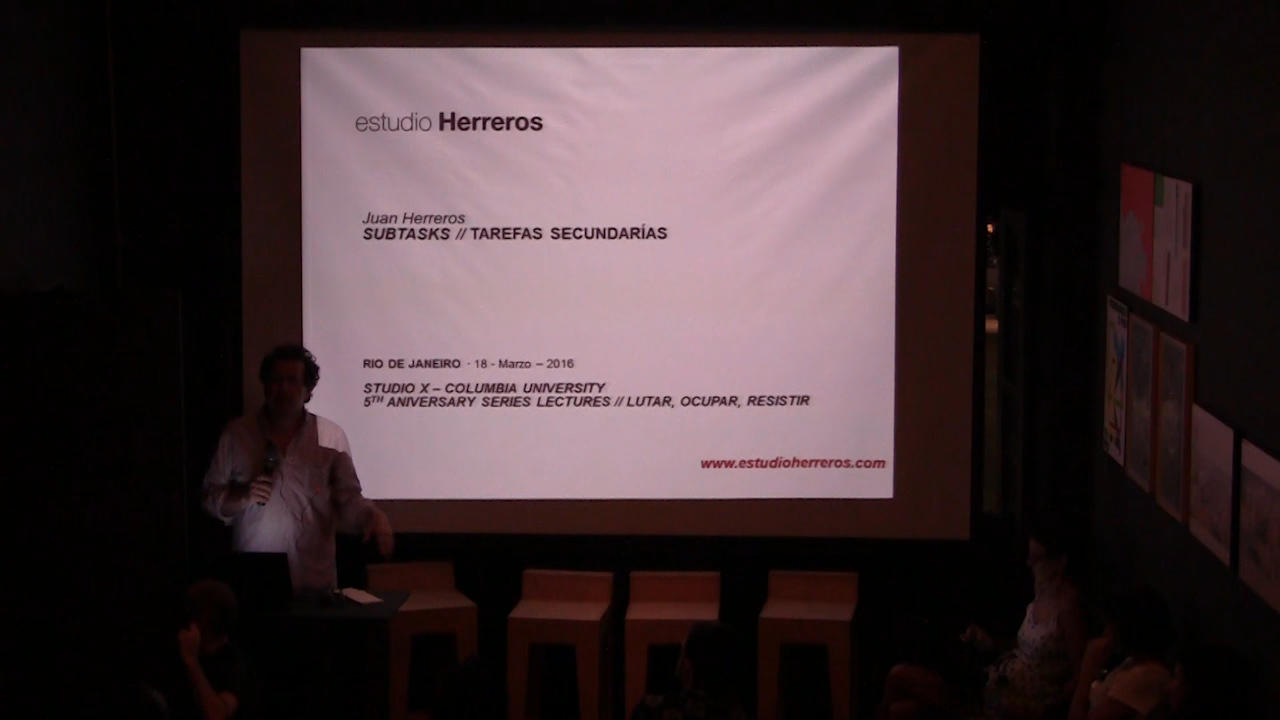 estudio Herreros
Juan Herreros
SUBTASKS // TAREFAS SECUNDARÍAS
RIO DE JANEIRO · 18 - Marzo – 2016
STUDIO X – COLUMBIA UNIVERSITY
5TH ANIVERSARY SERIES LECTURES // LUTAR, OCUPAR, RESISTIR
www.estudioherreros.com